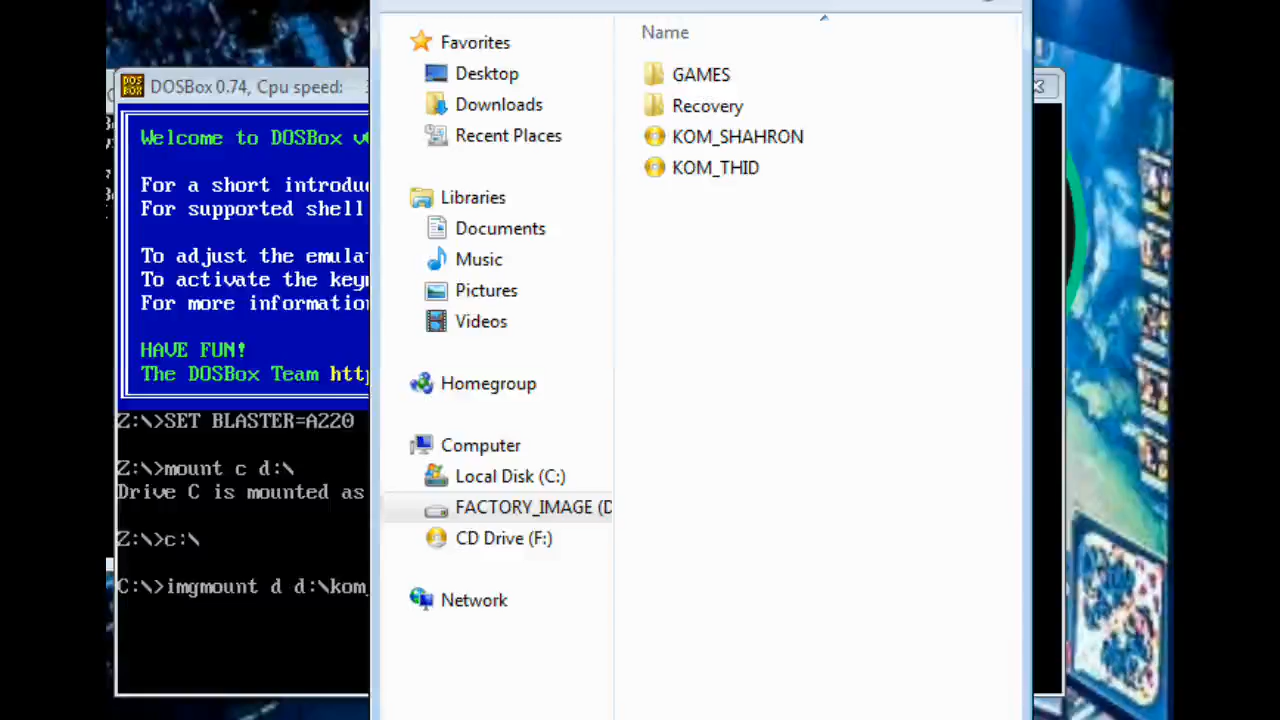 DOSBox 0.74, Cpu speed:
Welcome to DOSBox
For a short introdu
For supported shell
To adjust the emula
To activate the key
For more informatio
HAVE FUN!
The DOSBox Team htt
Z:\>SET BLASTER=A220
Z:\>mount c d:\
Drive C is mounted as
Z:\>c:\
C:\>imgmount d d:\kom_
Favorites
Desktop
Downloads
Recent Places
Libraries
Documents
Music
Pictures
Videos
Homegroup
Computer
Local Disk (C:)
FACTORY_IMAGE (D
CD Drive (F:)
Network
Name
GAMES
Recovery
KOM_SHAHRON
KOM_THID